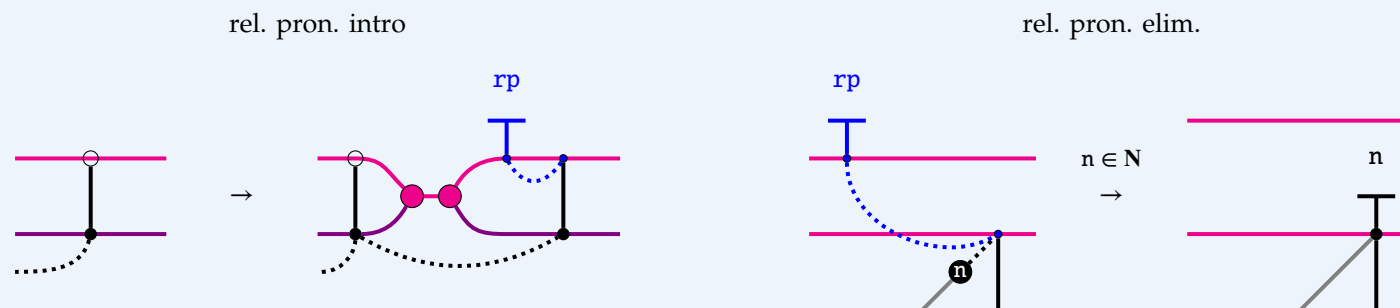 rel. pron. intro
rel. pron. elim.
rp
rp
n ∈ N
n
→
→
n